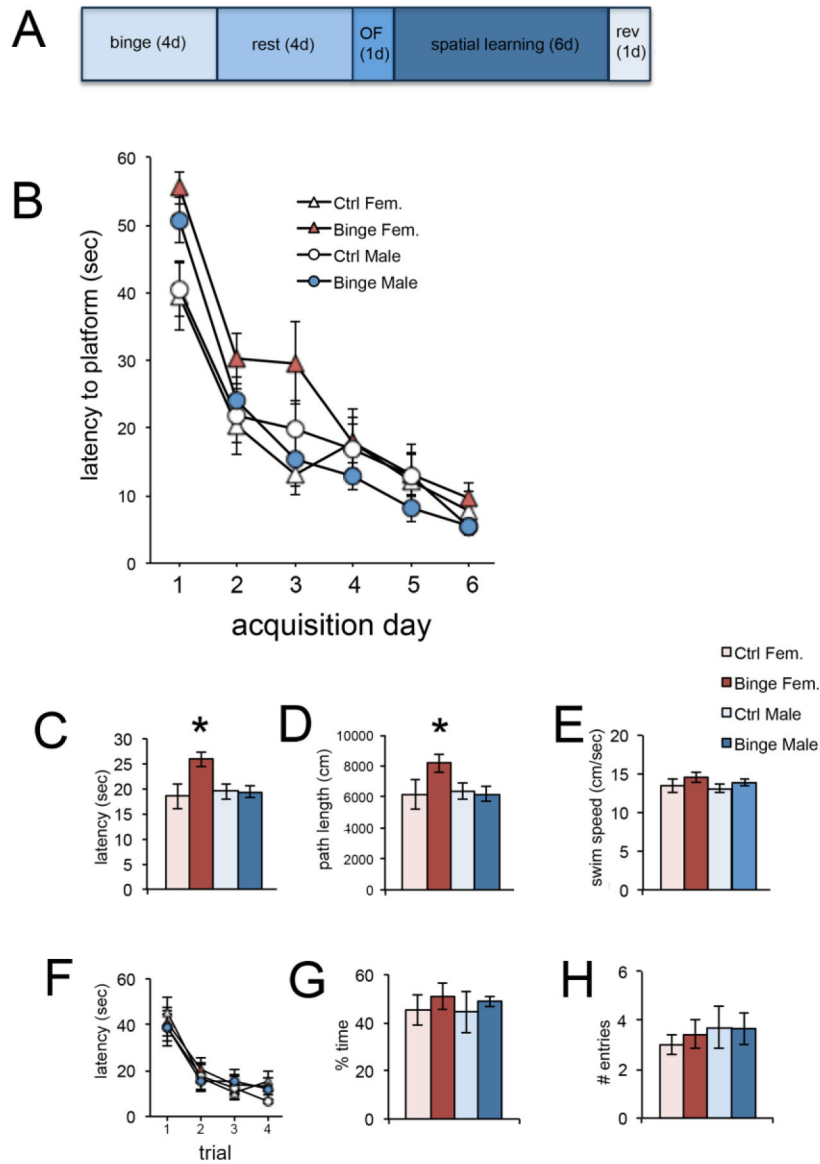 A
binge (4d)
rest (4d)
OF
(1d)
spatial learning (6d)
rev
(1d)
B
latency to platform (sec)
60
50
40
30
20
10
0
Ctrl Fem.
Binge Fem.
Ctrl Male
Binge Male
1 2 3 4 5 6
acquisition day
Ctrl Fem.
Binge Fem.
Ctrl Male
Binge Male
C
latency (sec)
30
25
20
15
10
5
0
*
D
path length (cm)
10000
8000
6000
4000
2000
0
*
E
swim speed (cm/sec)
20
15
10
5
0
F
latency (sec)
60
40
20
0
1 2 3 4
trial
G
% time
60
40
20
0
H
# entries
6
4
2
0